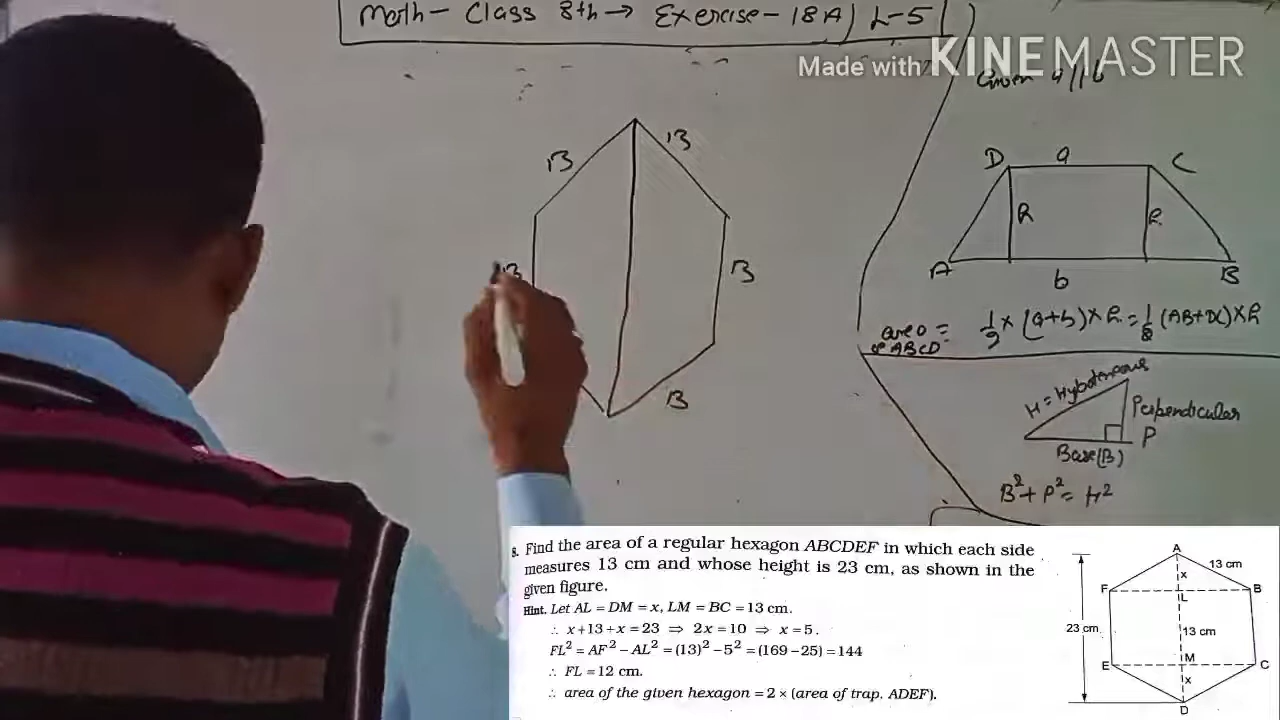 Math - Class 8th → Exercise - 18A) L-5
Made with KINEMASTER
Given a||b
13
13
13
13
13
D a C
h
h
A b B
area of ABCD = 1/2 × (a+b) × h = 1/2 (AB+DC) × h
H = Hybotenous
Perpendicular
P
Base(B)
B² + P² = H²
8. Find the area of a regular hexagon ABCDEF in which each side
measures 13 cm and whose height is 23 cm, as shown in the
given figure.
Hint. Let AL = DM = x, LM = BC = 13 cm.
∴ x + 13 + x = 23 ⇒ 2x = 10 ⇒ x = 5.
FL² = AF² − AL² = (13)² − 5² = (169 − 25) = 144
∴ FL = 12 cm.
∴ area of the given hexagon = 2 × (area of trap. ADEF).
A
13 cm
x
F
L
B
23 cm
13 cm
E
M
C
x
D